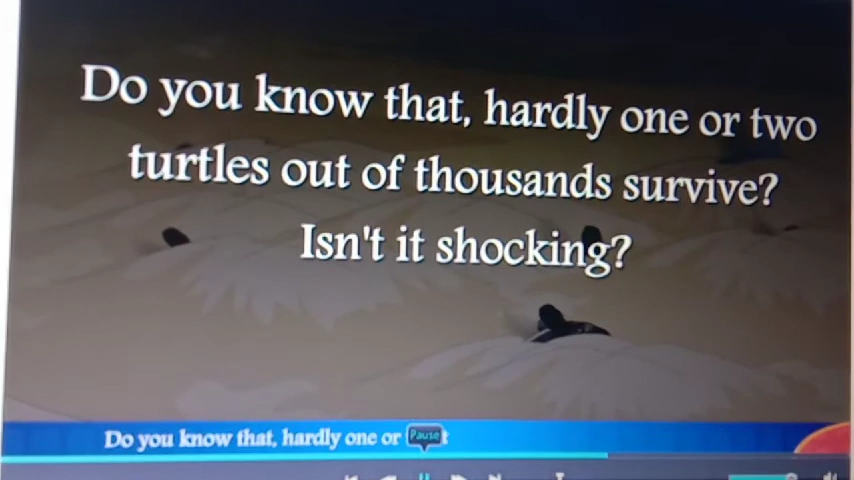 Do you know that, hardly one or two
turtles out of thousands survive?
Isn't it shocking?
Do you know that, hardly one or
Pause